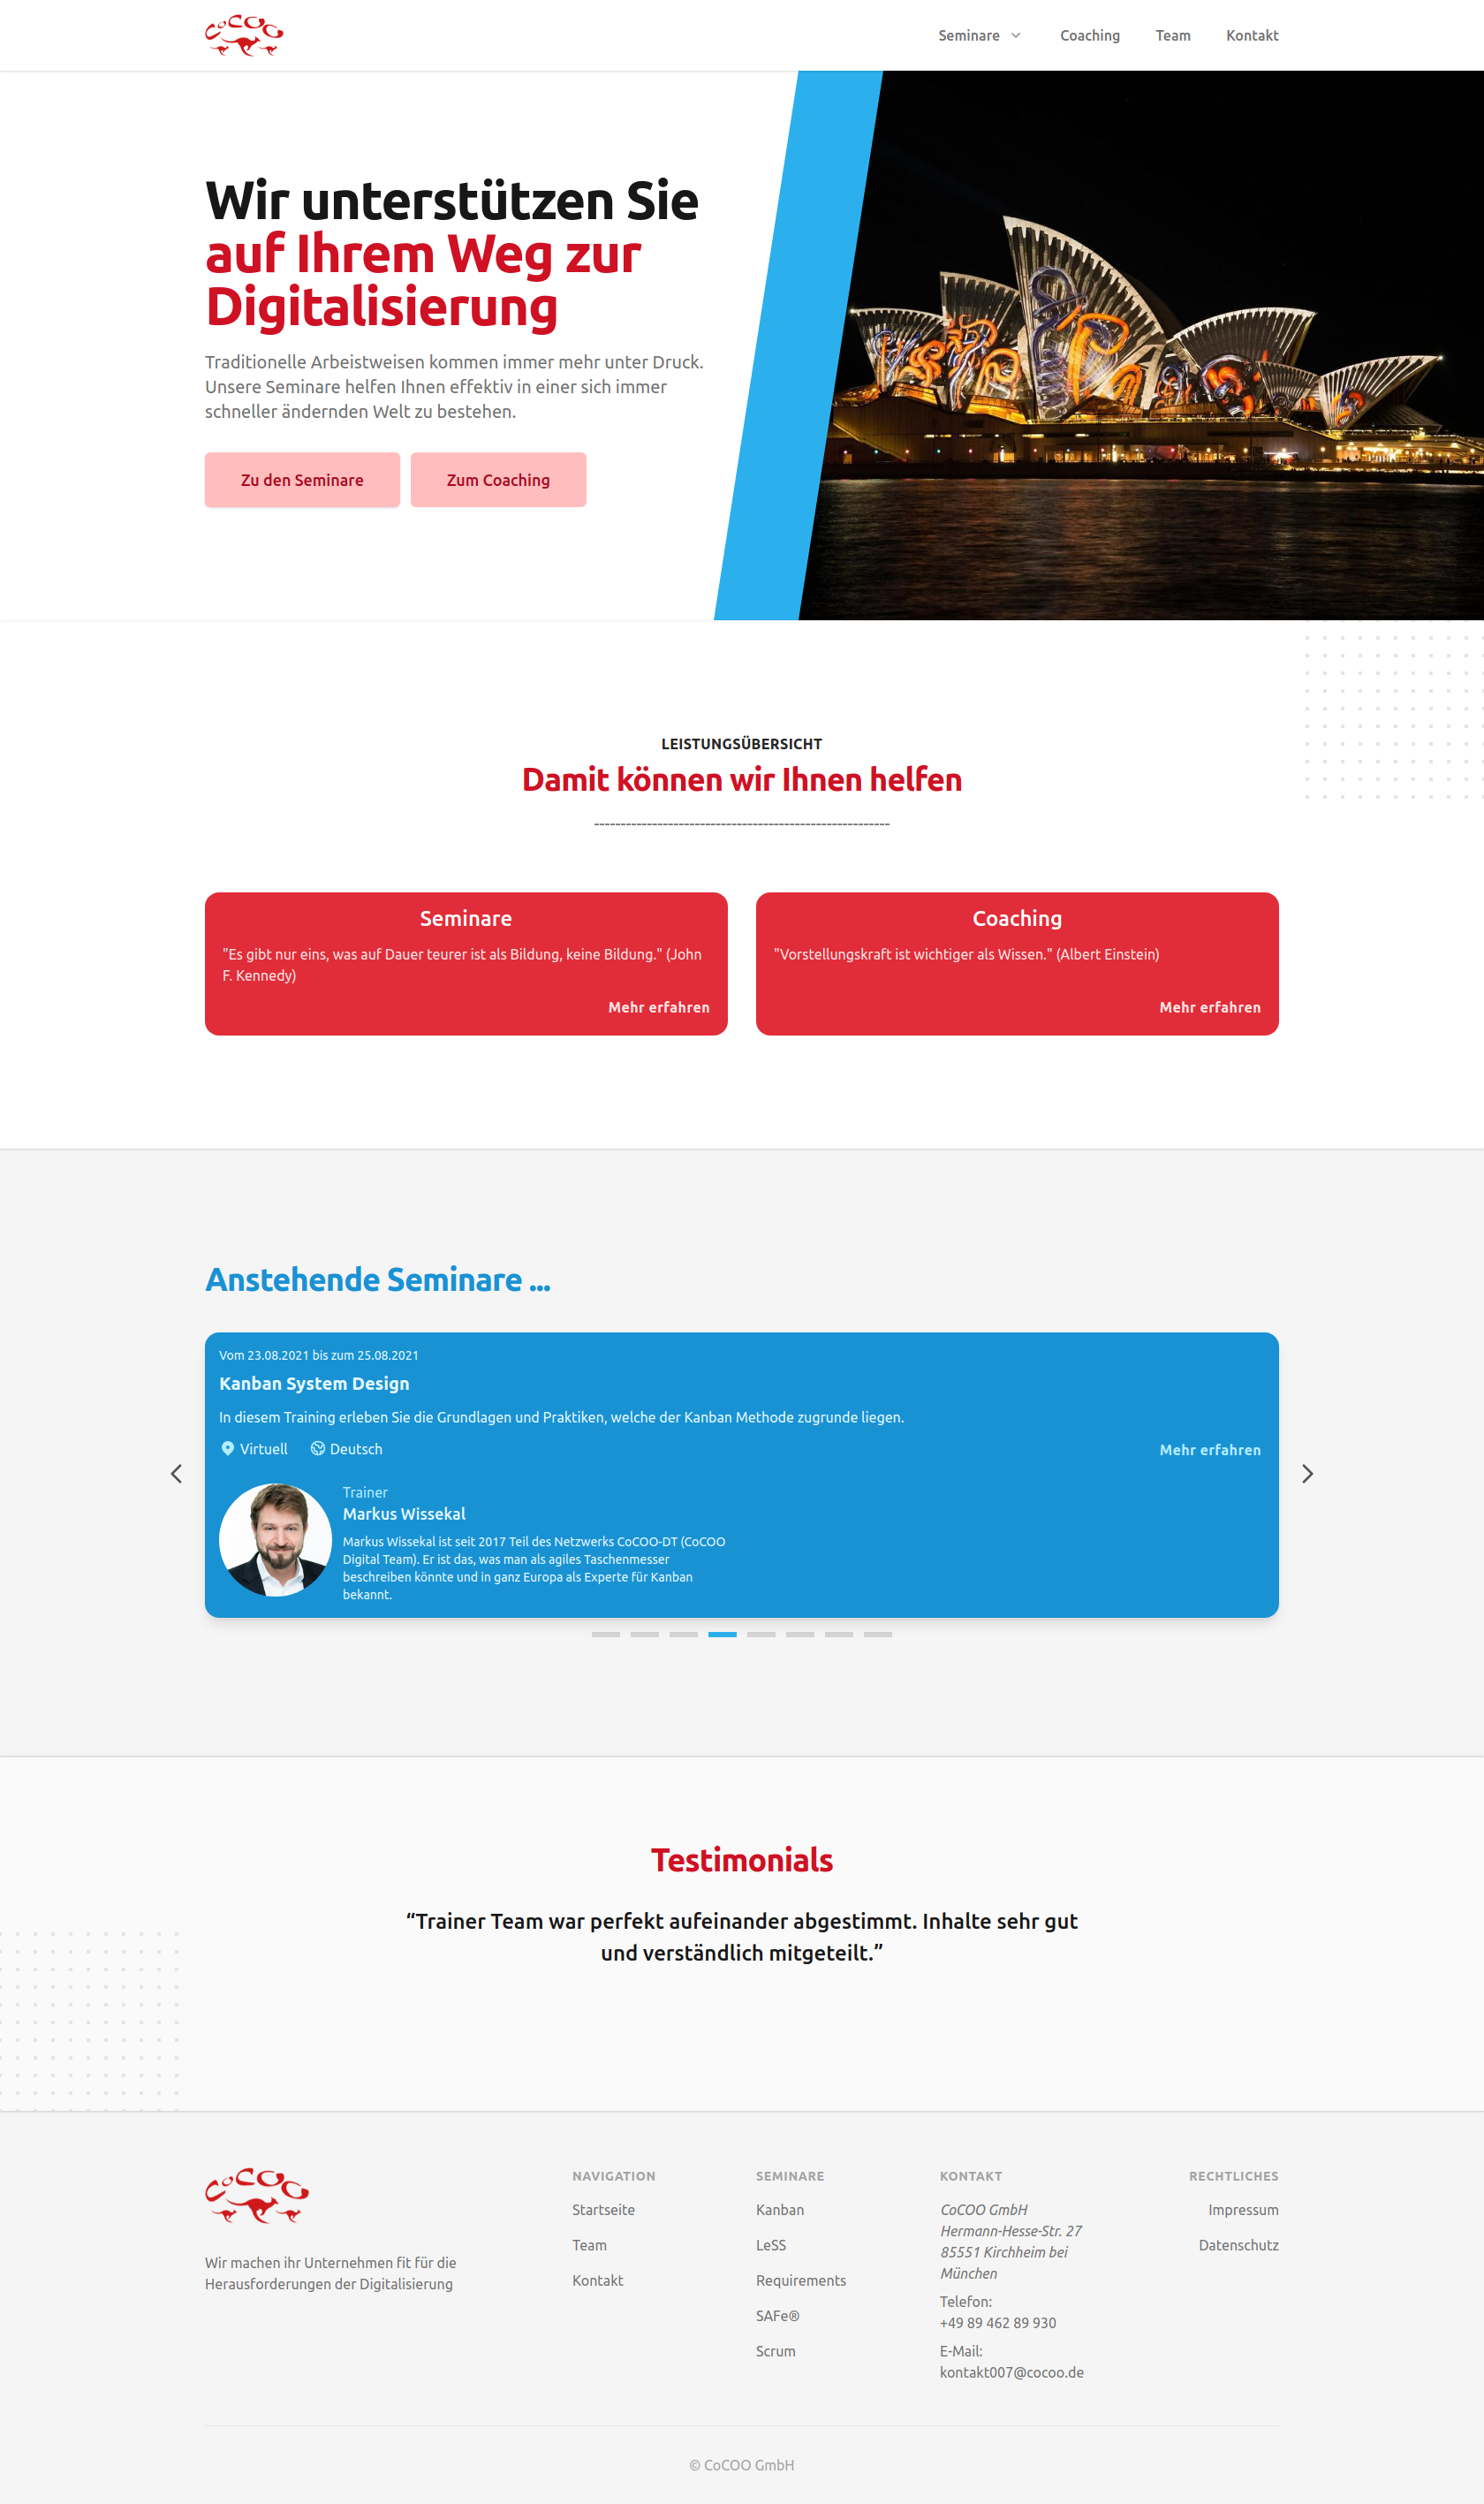 CoCOO
Seminare
Coaching
Team
Kontakt
Wir unterstützen Sie
auf Ihrem Weg zur
Digitalisierung
Traditionelle Arbeistweisen kommen immer mehr unter Druck.
Unsere Seminare helfen Ihnen effektiv in einer sich immer
schneller ändernden Welt zu bestehen.
Zu den Seminare
Zum Coaching
LEISTUNGSÜBERSICHT
Damit können wir Ihnen helfen
Seminare
"Es gibt nur eins, was auf Dauer teurer ist als Bildung, keine Bildung." (John
F. Kennedy)
Mehr erfahren
Coaching
"Vorstellungskraft ist wichtiger als Wissen." (Albert Einstein)
Mehr erfahren
Anstehende Seminare ...
Vom 23.08.2021 bis zum 25.08.2021
Kanban System Design
In diesem Training erleben Sie die Grundlagen und Praktiken, welche der Kanban Methode zugrunde liegen.
Virtuell
Deutsch
Mehr erfahren
Trainer
Markus Wissekal
Markus Wissekal ist seit 2017 Teil des Netzwerks CoCOO-DT (CoCOO
Digital Team). Er ist das, was man als agiles Taschenmesser
beschreiben könnte und in ganz Europa als Experte für Kanban
bekannt.
Testimonials
“Trainer Team war perfekt aufeinander abgestimmt. Inhalte sehr gut
und verständlich mitgeteilt.”
CoCOO
Wir machen ihr Unternehmen fit für die
Herausforderungen der Digitalisierung
NAVIGATION
Startseite
Team
Kontakt
SEMINARE
Kanban
LeSS
Requirements
SAFe®
Scrum
KONTAKT
CoCOO GmbH
Hermann-Hesse-Str. 27
85551 Kirchheim bei
München
Telefon:
+49 89 462 89 930
E-Mail:
kontakt007@cocoo.de
RECHTLICHES
Impressum
Datenschutz
© CoCOO GmbH